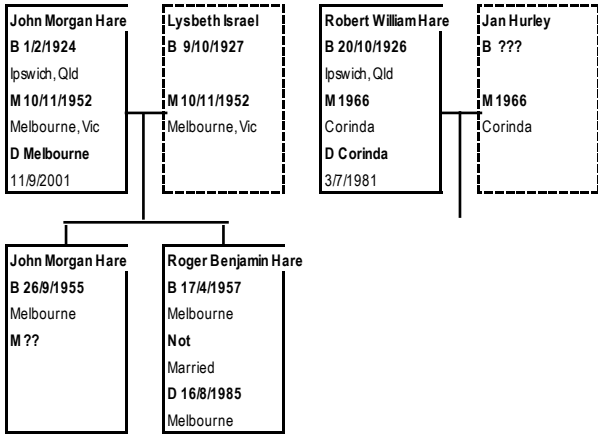 John Morgan Hare
B 1/2/1924
Ipswich, Qld
M 10/11/1952
Melbourne, Vic
D Melbourne
11/9/2001
Lysbeth Israel
B 9/10/1927
M 10/11/1952
Melbourne, Vic
Robert William Hare
B 20/10/1926
Ipswich, Qld
M 1966
Corinda
D Corinda
3/7/1981
Jan Hurley
B ???
M 1966
Corinda
John Morgan Hare
B 26/9/1955
Melbourne
M ??
Roger Benjamin Hare
B 17/4/1957
Melbourne
Not
Married
D 16/8/1985
Melbourne